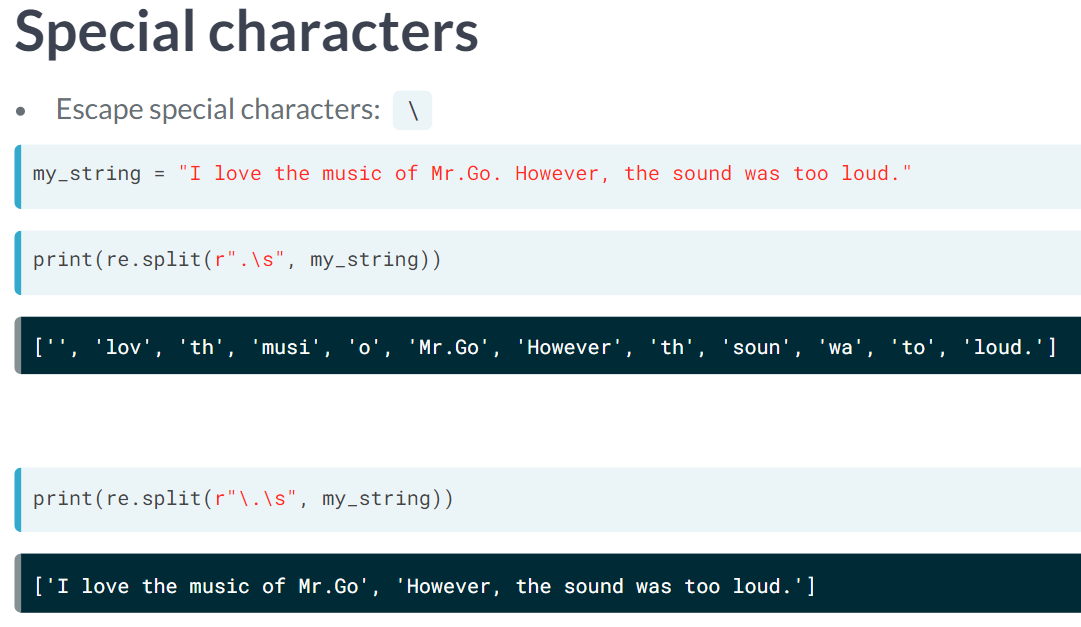 Special characters
• Escape special characters: \
my_string = "I love the music of Mr.Go. However, the sound was too loud."
print(re.split(r".\s", my_string))
['', 'lov', 'th', 'musi', 'o', 'Mr.Go', 'However', 'th', 'soun', 'wa', 'to', 'loud.']
print(re.split(r"\.\s", my_string))
['I love the music of Mr.Go', 'However, the sound was too loud.']